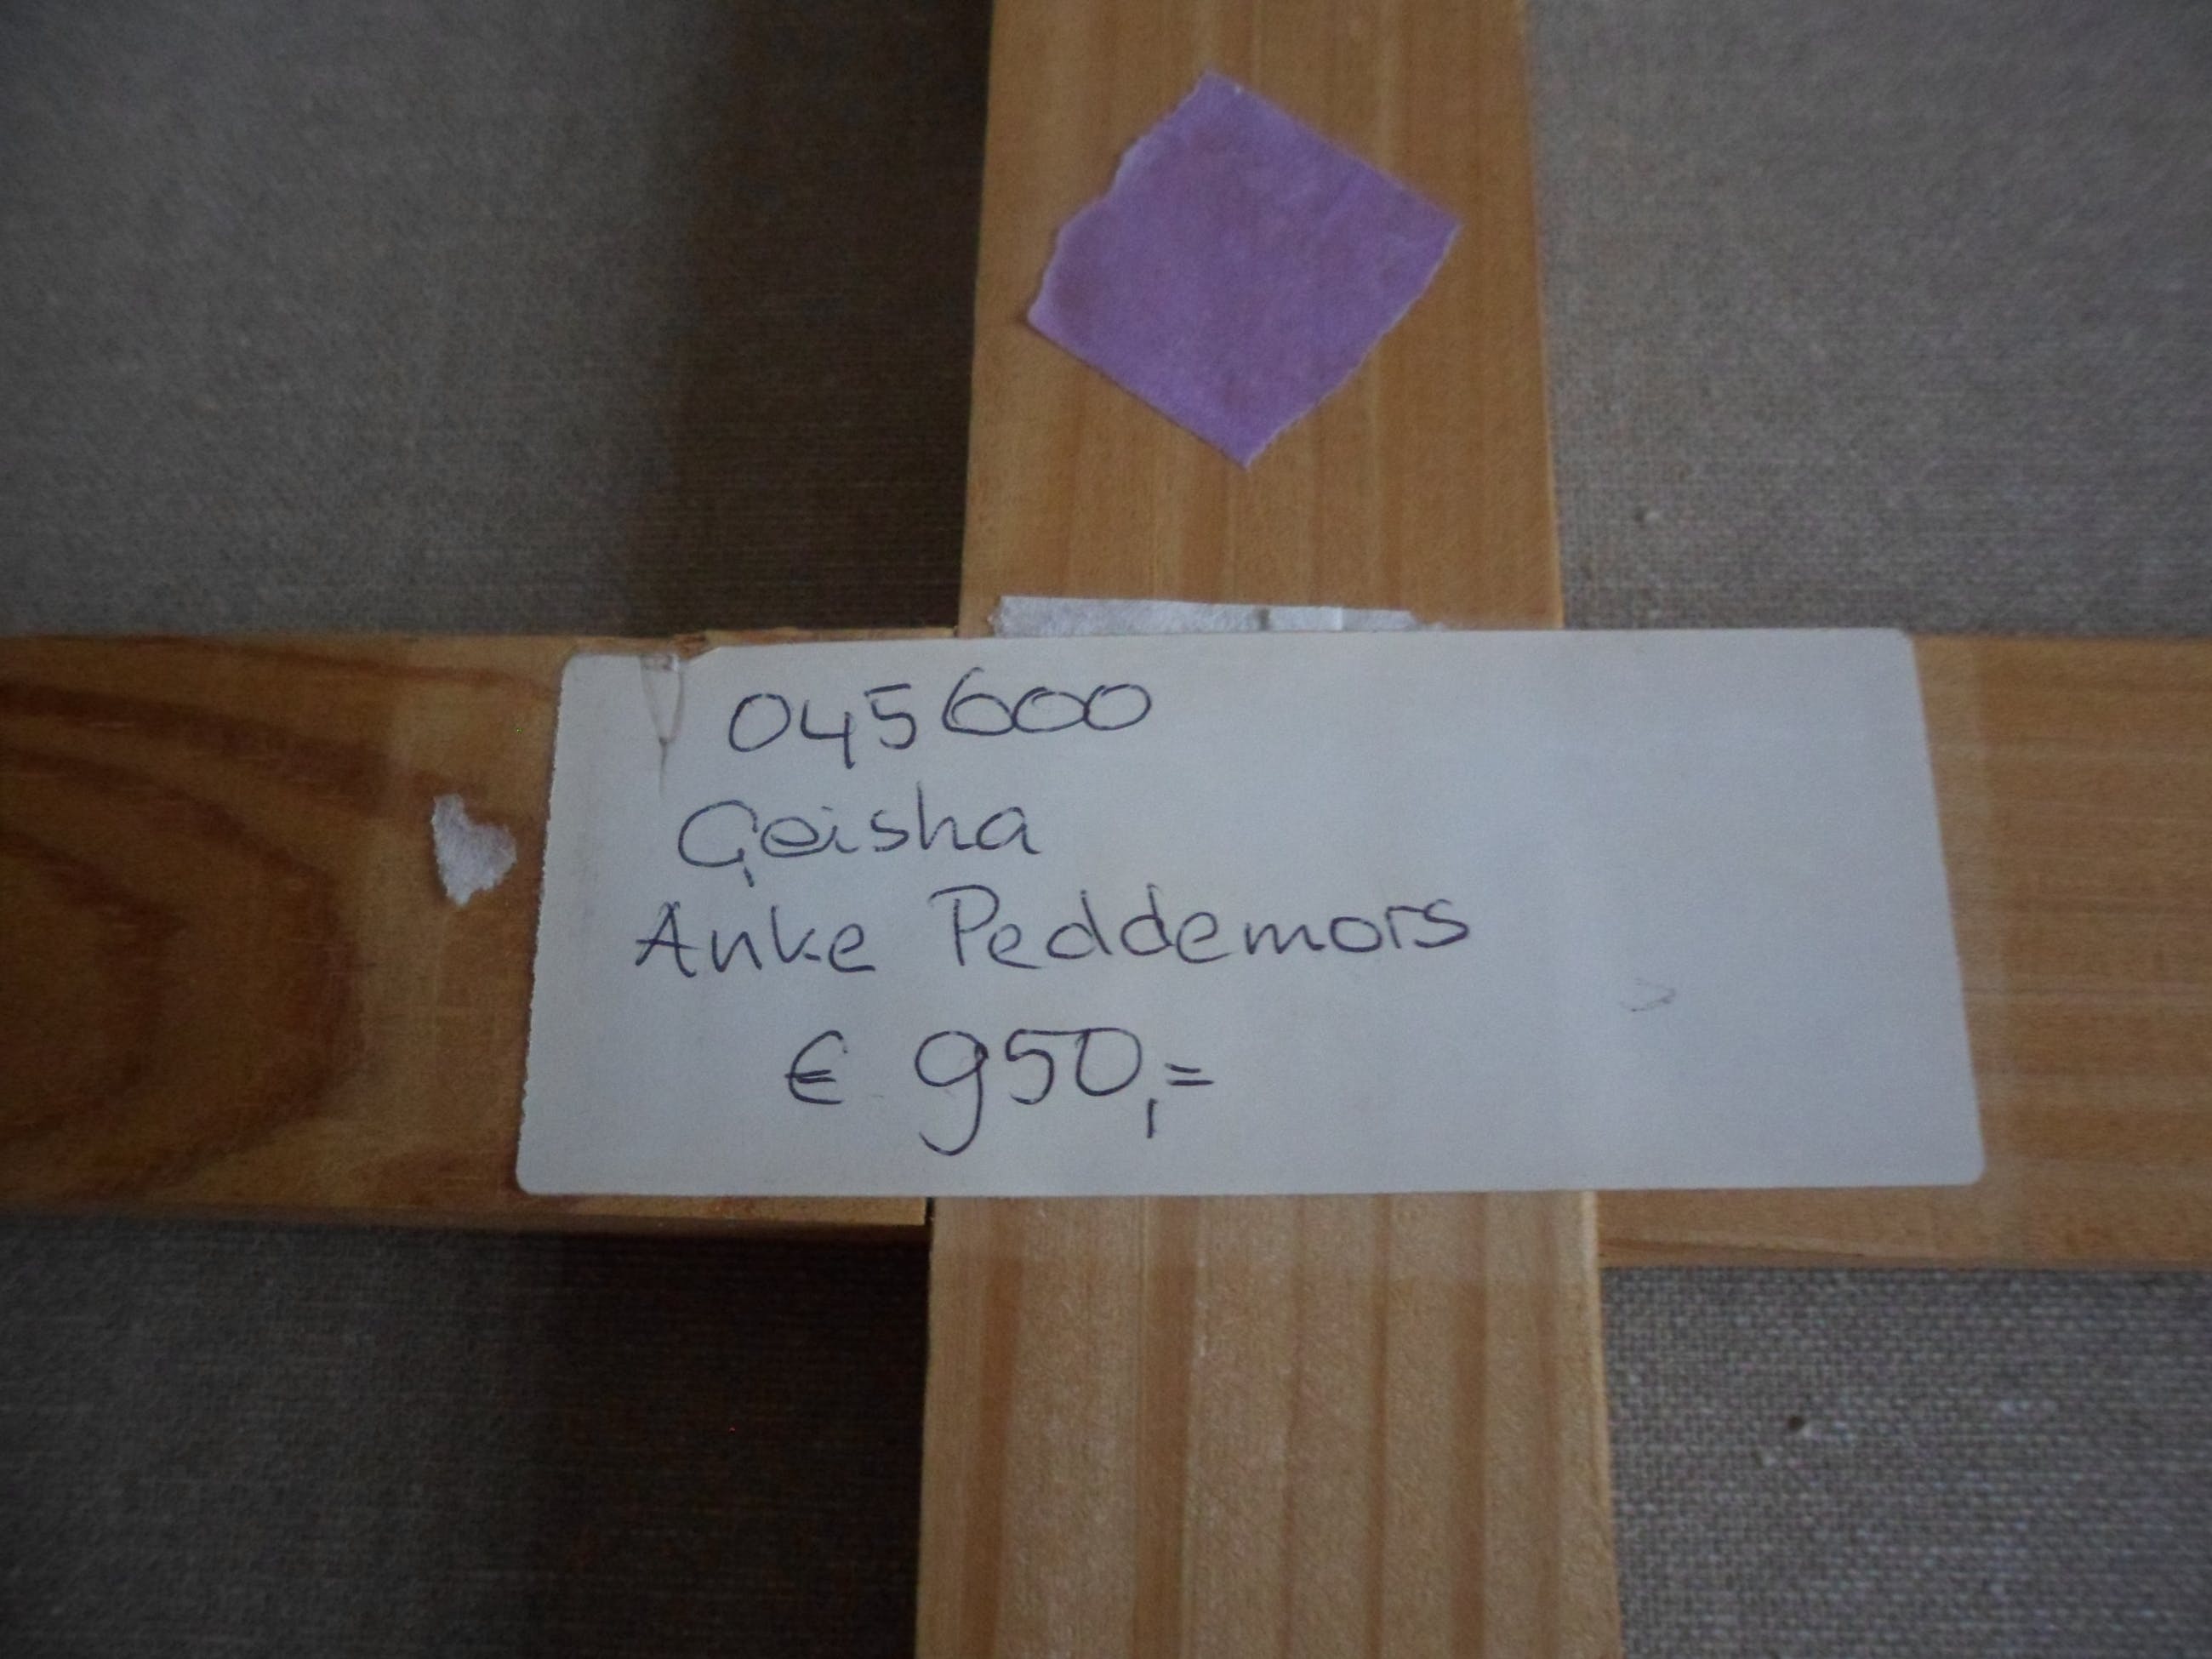 045600
Geisha
Anke Peddemors
€ 950,=